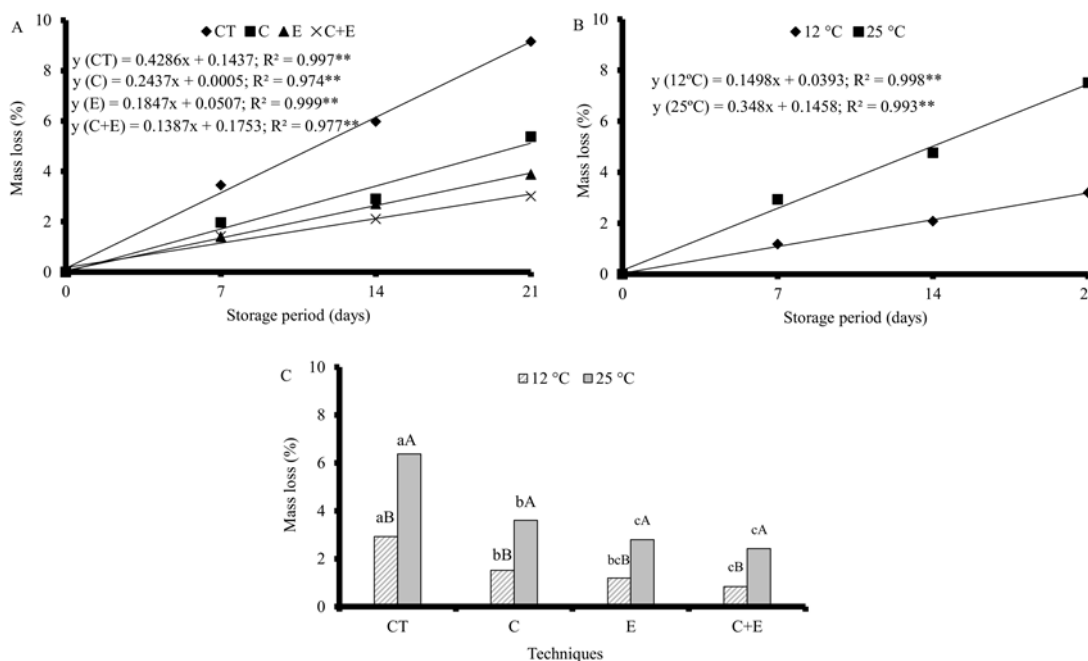 A
CT C E C+E
y (CT) = 0.4286x + 0.1437; R² = 0.997**
y (C) = 0.2437x + 0.0005; R² = 0.974**
y (E) = 0.1847x + 0.0507; R² = 0.999**
y (C+E) = 0.1387x + 0.1753; R² = 0.977**
Mass loss (%)
10
8
6
4
2
0
0 7 14 21
Storage period (days)
B
12 °C 25 °C
y (12ºC) = 0.1498x + 0.0393; R² = 0.998**
y (25ºC) = 0.348x + 0.1458; R² = 0.993**
Mass loss (%)
10
8
6
4
2
0
0 7 14 2
Storage period (days)
C
12 °C 25 °C
Mass loss (%)
10
8
6
4
2
0
aB aA
bB bA
bcB cA
cB cA
CT C E C+E
Techniques